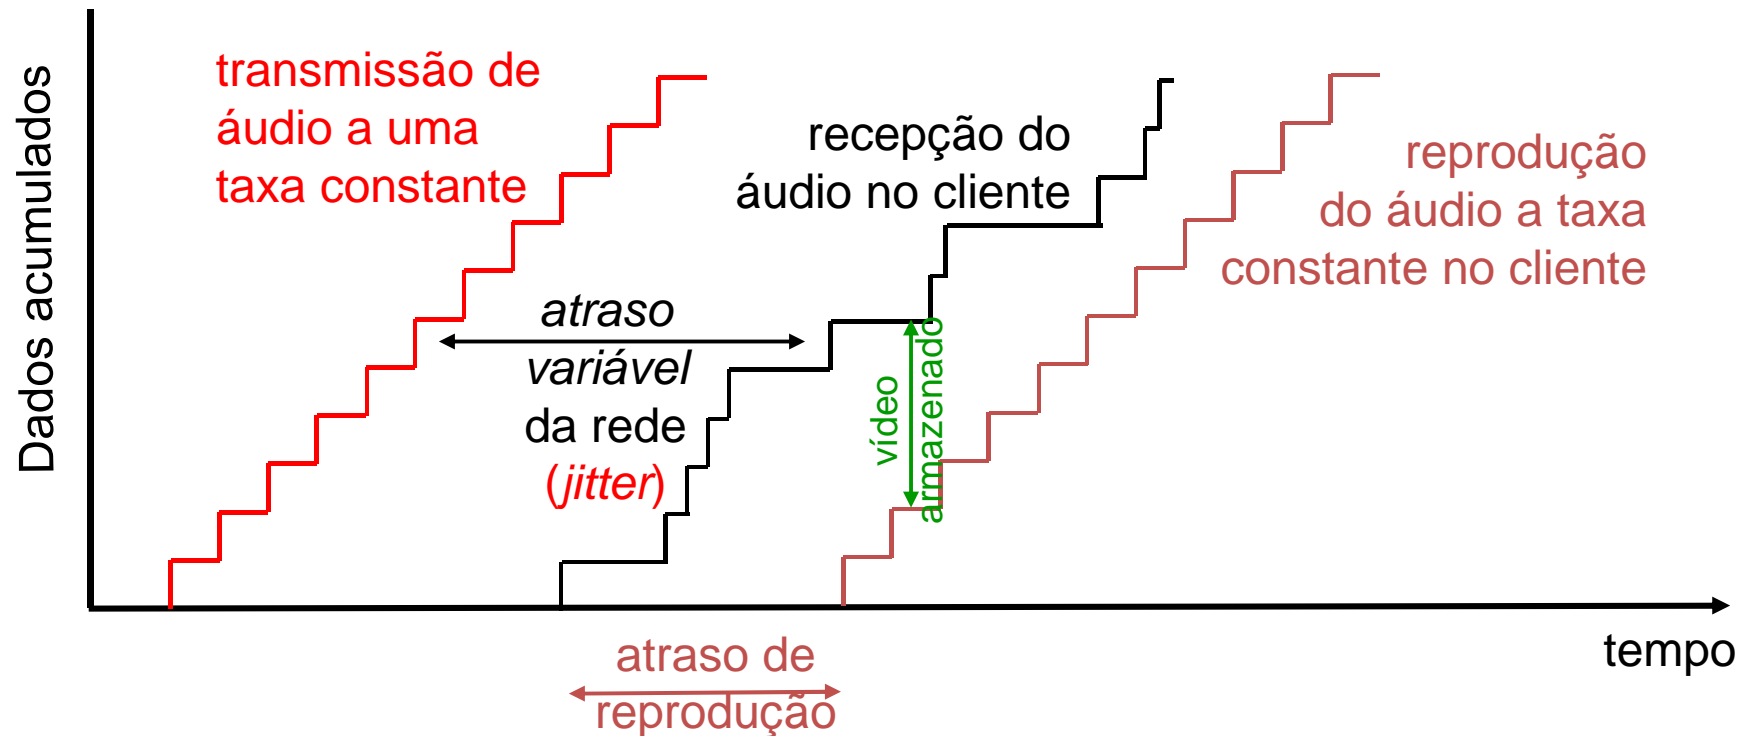 Dados acumulados
transmissão de
áudio a uma
taxa constante
recepção do
áudio no cliente
reprodução
do áudio a taxa
constante no cliente
atraso
variável
da rede
(jitter)
vídeo
armazenado
tempo
atraso de
reprodução